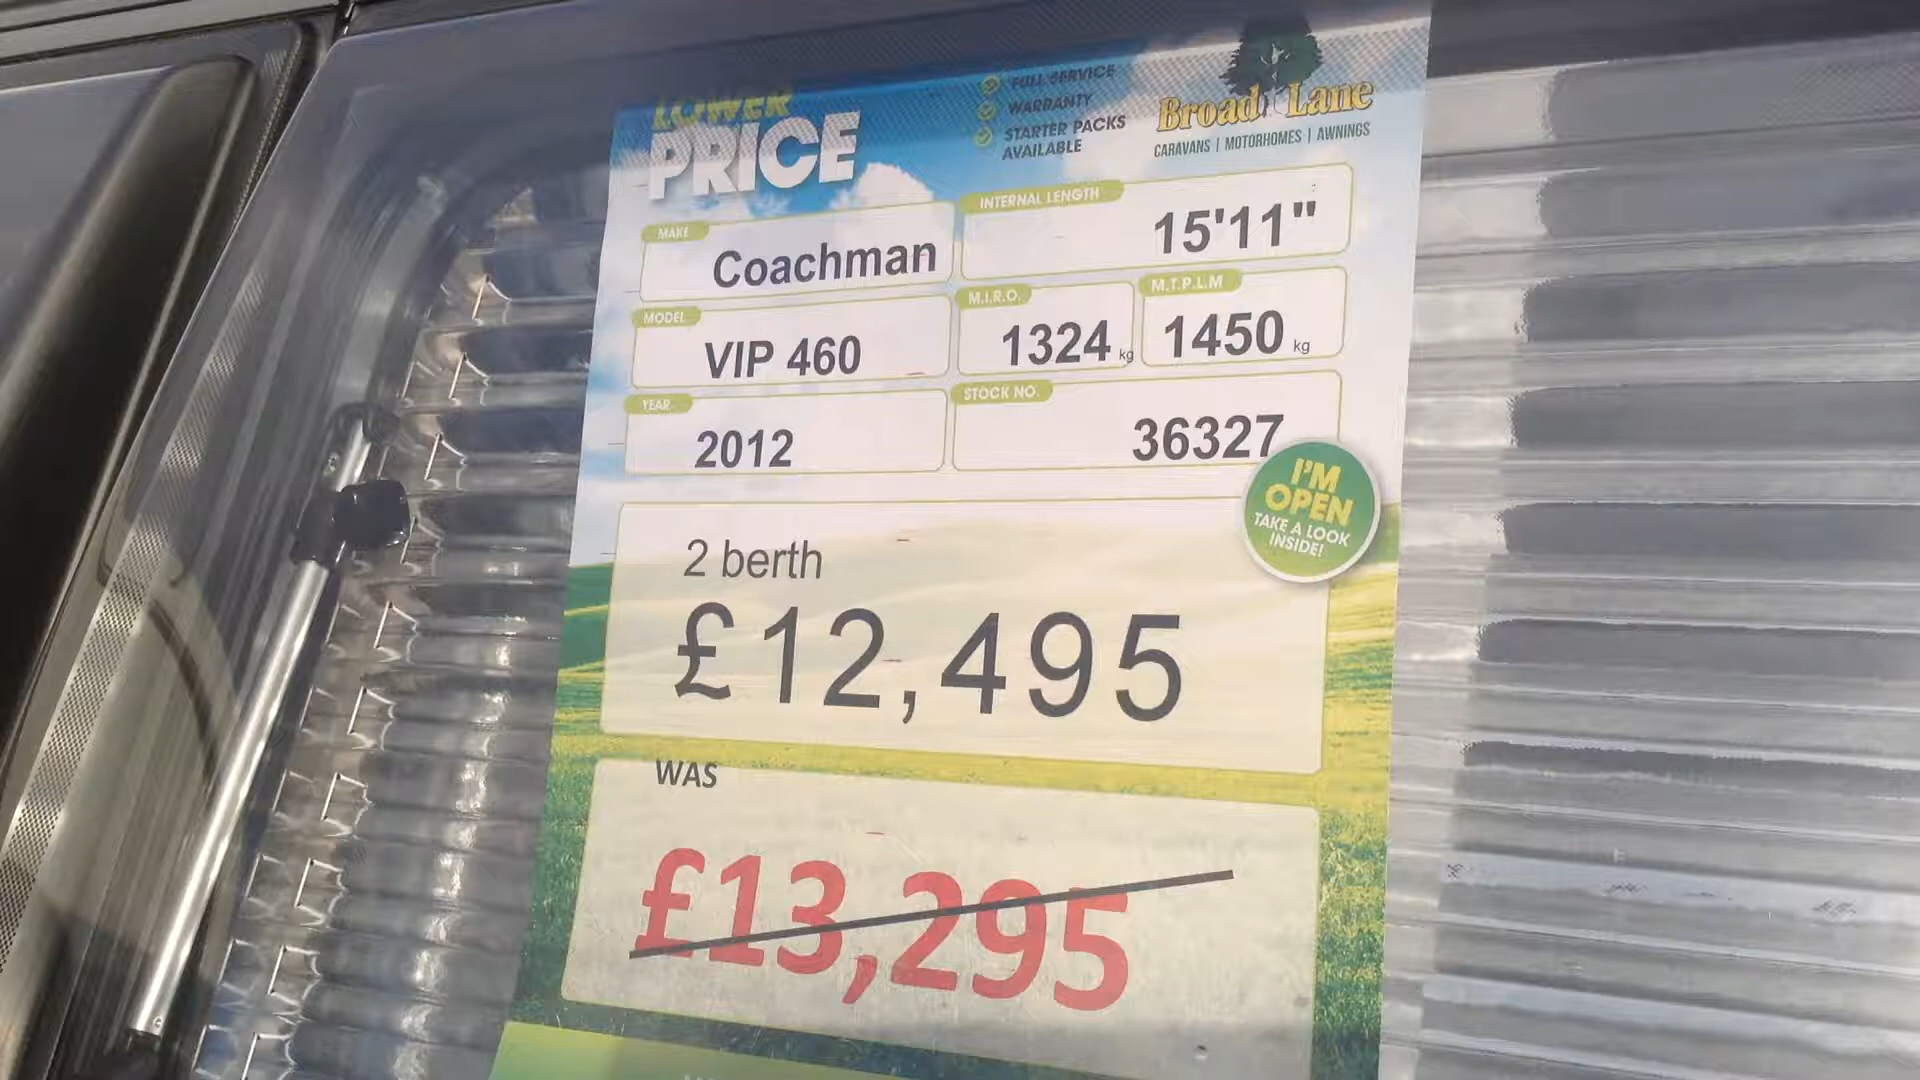 LOWER
PRICE
FULL SERVICE
WARRANTY
STARTER PACKS
AVAILABLE
Broad Lane
CARAVANS | MOTORHOMES | AWNINGS
MAKE
Coachman
INTERNAL LENGTH
15'11"
MODEL
VIP 460
M.I.R.O.
1324 kg
M.T.P.L.M
1450 kg
YEAR
2012
STOCK NO.
36327
I'M
OPEN
TAKE A LOOK
INSIDE!
2 berth
£12,495
WAS
£13,295